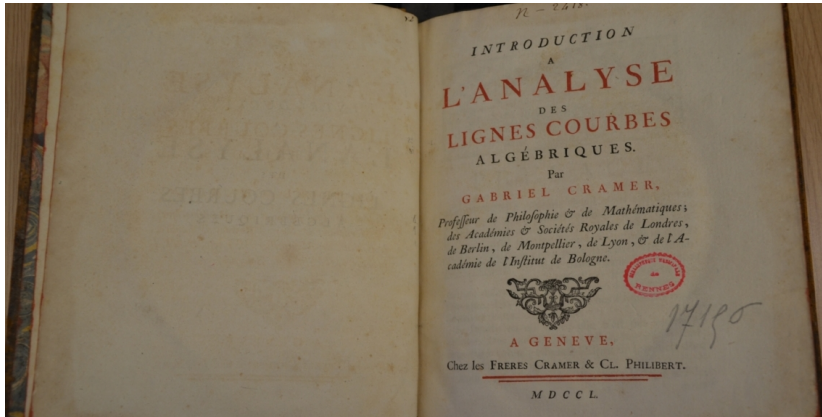 INTRODUCTION
A
L'ANALYSE
DES
LIGNES COURBES
ALGÉBRIQUES.
Par
GABRIEL CRAMER,
Professeur de Philosophie & de Mathématiques;
des Académies & Sociétés Royales de Londres,
de Berlin, de Montpellier, de Lyon, & de l'A-
cadémie de l'Institut de Bologne.
RENNES
A GENEVE,
Chez les FRERES CRAMER & CL. PHILIBERT.
MDCCL.